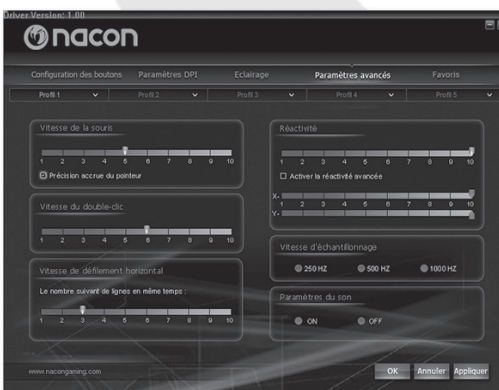 Driver Version: 1.00
nacon
Configuration des boutons Paramètres DPI Eclairage Paramètres avancés Favoris
Profil 1 Profil 2 Profil 3 Profil 4 Profil 5
Vitesse de la souris
1 2 3 4 5 6 7 8 9 10
Précision accrue du pointeur
Vitesse du double-clic
1 2 3 4 5 6 7 8 9 10
Vitesse de défilement horizontal
Le nombre suivant de lignes en même temps :
1 2 3 4 5 6 7 8 9 10
Réactivité
1 2 3 4 5 6 7 8 9 10
Activer la réactivité avancée
X-
1 2 3 4 5 6 7 8 9 10
Y-
Vitesse d'échantillonnage
250 HZ 500 HZ 1000 HZ
Paramètres du son
ON OFF
www.nacongaming.com
OK Annuler Appliquer